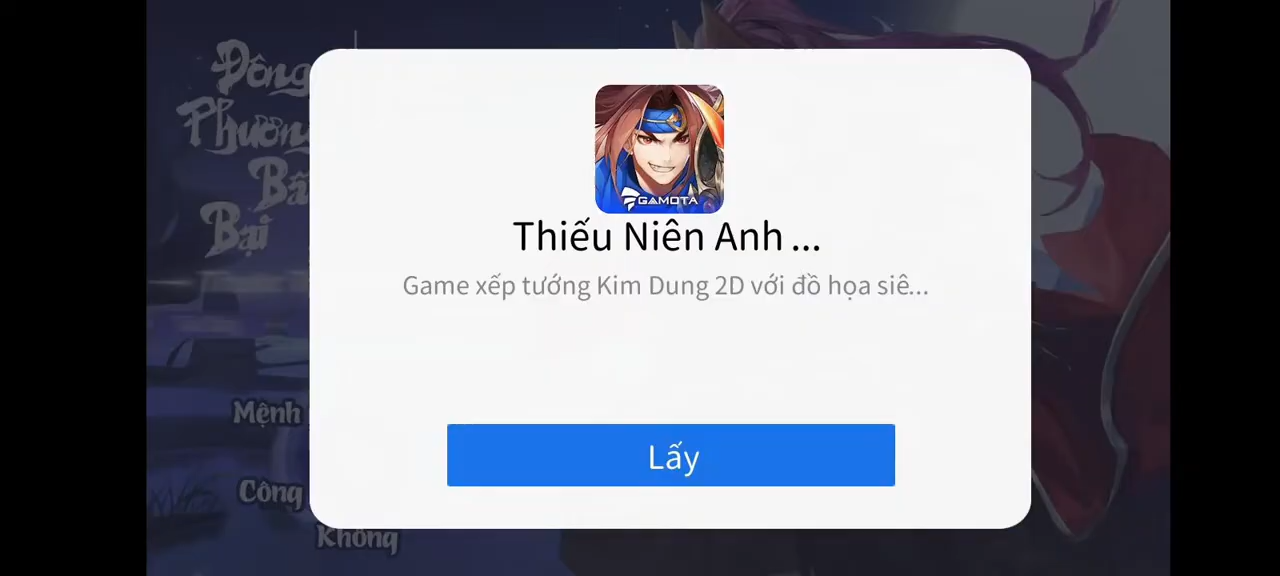 Đông
Phương
Bất
Bại
GAMOTA
Thiếu Niên Anh ...
Game xếp tướng Kim Dung 2D với đồ họa siê...
Mệnh
Lấy
Công
Không